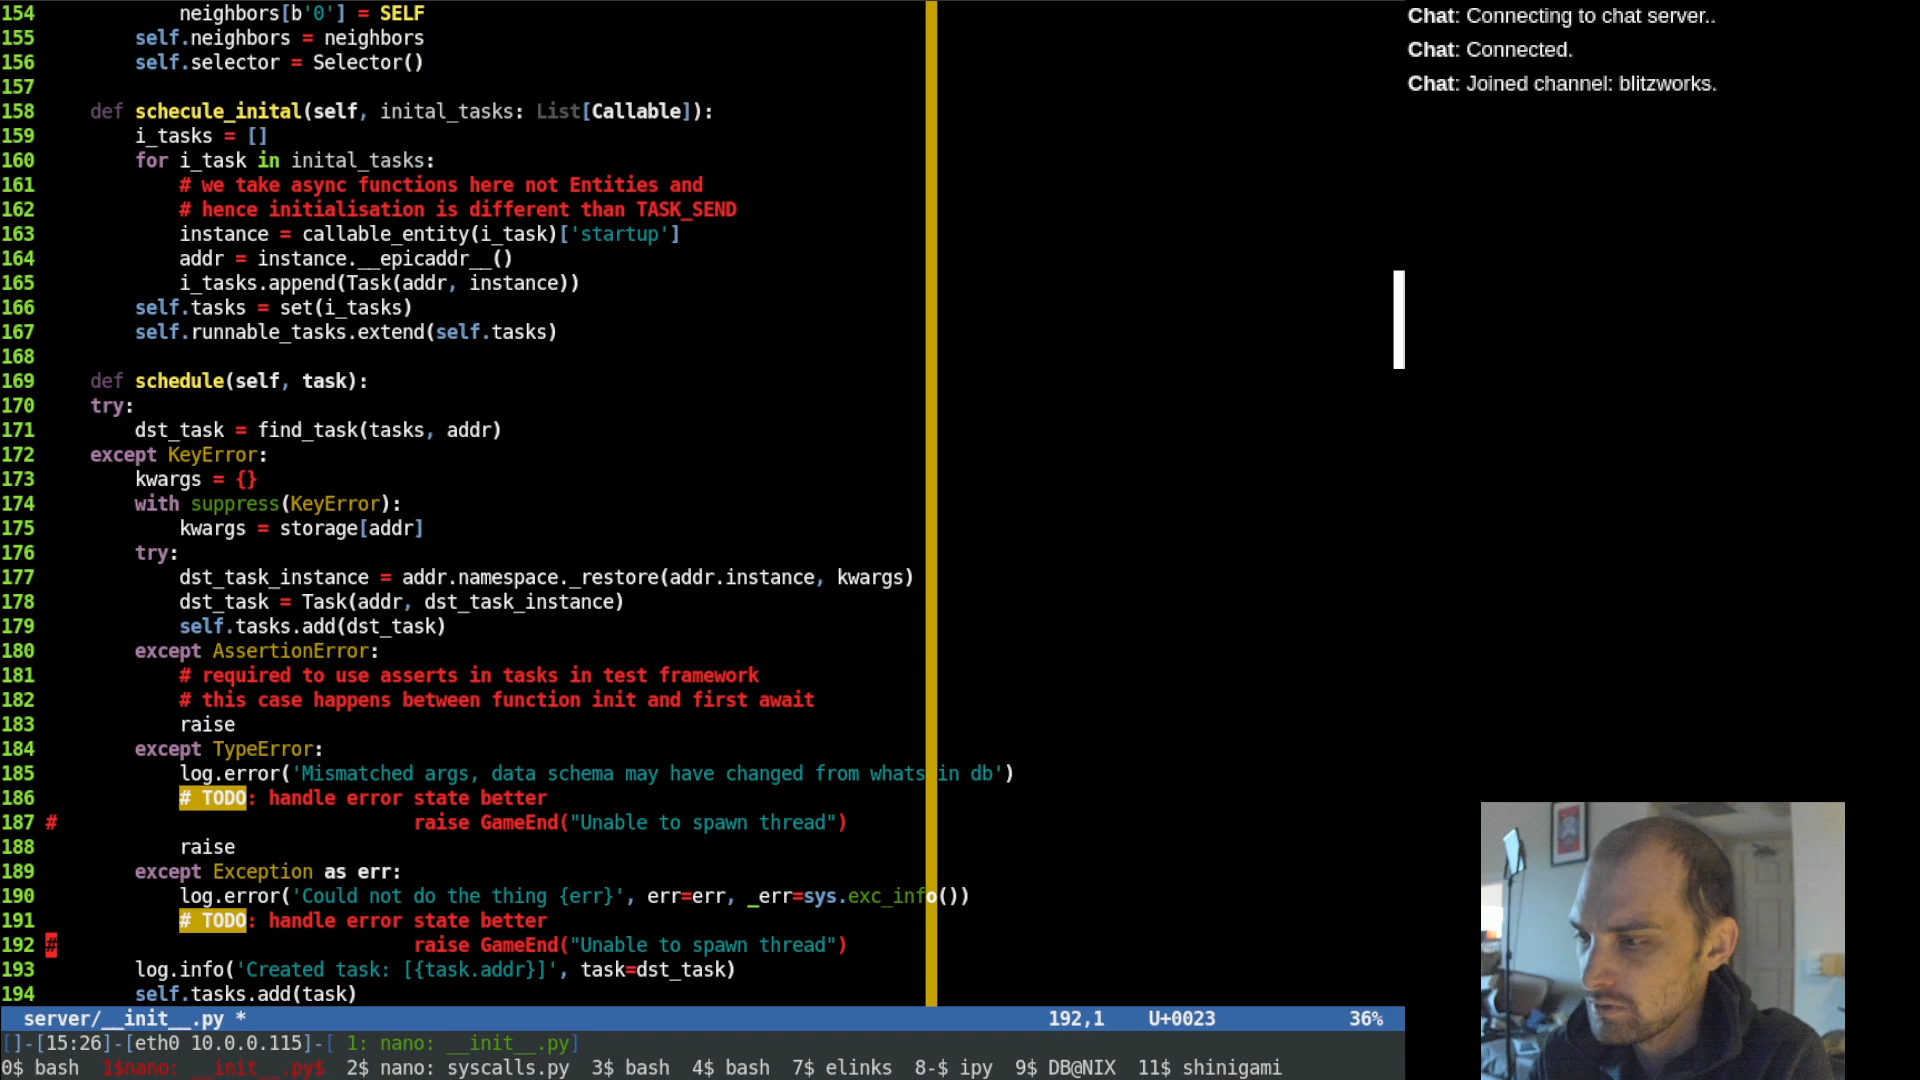 154             neighbors[b'0'] = SELF
155         self.neighbors = neighbors
156         self.selector = Selector()
157
158     def schecule_inital(self, inital_tasks: List[Callable]):
159         i_tasks = []
160         for i_task in inital_tasks:
161             # we take async functions here not Entities and
162             # hence initialisation is different than TASK_SEND
163             instance = callable_entity(i_task)['startup']
164             addr = instance.__epicaddr__()
165             i_tasks.append(Task(addr, instance))
166         self.tasks = set(i_tasks)
167         self.runnable_tasks.extend(self.tasks)
168
169     def schedule(self, task):
170     try:
171         dst_task = find_task(tasks, addr)
172     except KeyError:
173         kwargs = {}
174         with suppress(KeyError):
175             kwargs = storage[addr]
176         try:
177             dst_task_instance = addr.namespace._restore(addr.instance, kwargs)
178             dst_task = Task(addr, dst_task_instance)
179             self.tasks.add(dst_task)
180         except AssertionError:
181             # required to use asserts in tasks in test framework
182             # this case happens between function init and first await
183             raise
184         except TypeError:
185             log.error('Mismatched args, data schema may have changed from whats in db')
186             # TODO: handle error state better
187 #                                raise GameEnd("Unable to spawn thread")
188             raise
189         except Exception as err:
190             log.error('Could not do the thing {err}', err=err, _err=sys.exc_info())
191             # TODO: handle error state better
192 #                                raise GameEnd("Unable to spawn thread")
193         log.info('Created task: [{task.addr}]', task=dst_task)
194         self.tasks.add(task)
server/__init__.py * 192,1 U+0023 36%
[]-[15:26]-[eth0 10.0.0.115]-[ 1: nano: __init__.py]
0$ bash 1$nano: __init__.py$ 2$ nano: syscalls.py 3$ bash 4$ bash 7$ elinks 8-$ ipy 9$ DB@NIX 11$ shinigami
Chat: Connecting to chat server..
Chat: Connected.
Chat: Joined channel: blitzworks.